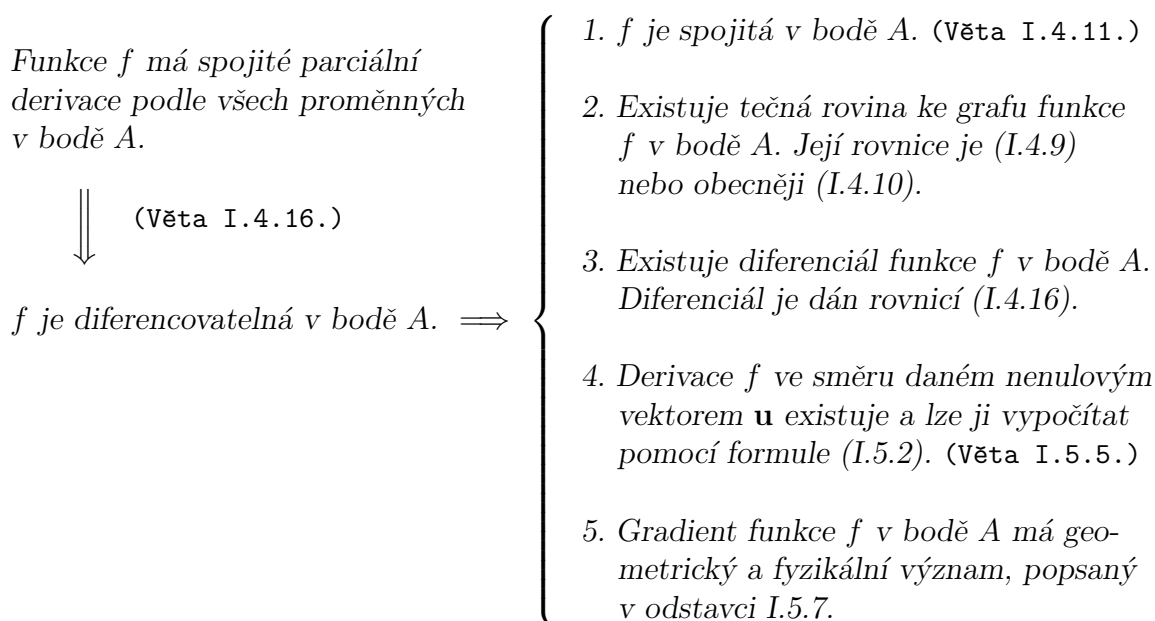 Funkce f má spojité parciální
derivace podle všech proměnných
v bodě A.
⇓ (Věta I.4.16.)
f je diferencovatelná v bodě A. ⟹
1. f je spojitá v bodě A. (Věta I.4.11.)
2. Existuje tečná rovina ke grafu funkce
f v bodě A. Její rovnice je (I.4.9)
nebo obecněji (I.4.10).
3. Existuje diferenciál funkce f v bodě A.
Diferenciál je dán rovnicí (I.4.16).
4. Derivace f ve směru daném nenulovým
vektorem u existuje a lze ji vypočítat
pomocí formule (I.5.2). (Věta I.5.5.)
5. Gradient funkce f v bodě A má geo-
metrický a fyzikální význam, popsaný
v odstavci I.5.7.